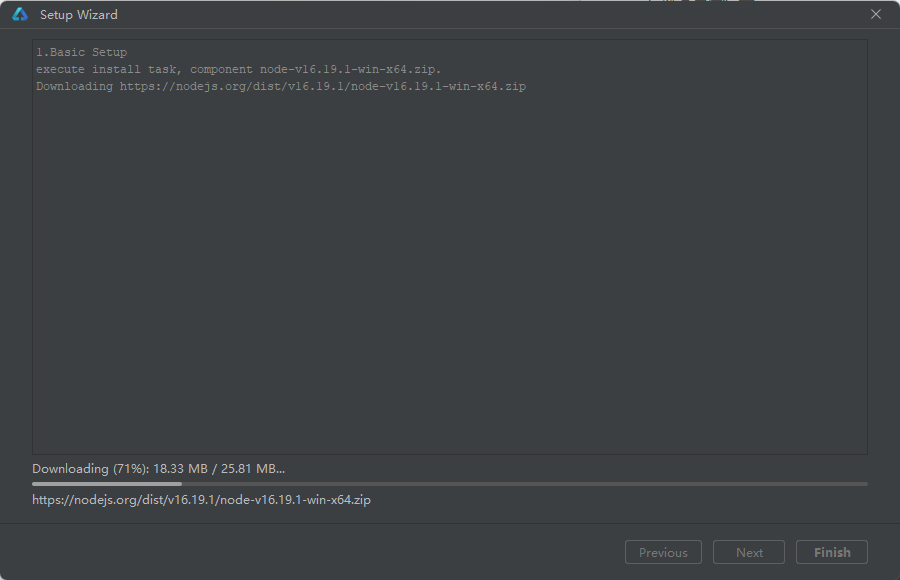 Setup Wizard
1.Basic Setup
execute install task, component node-v16.19.1-win-x64.zip.
Downloading https://nodejs.org/dist/v16.19.1/node-v16.19.1-win-x64.zip
Downloading (71%): 18.33 MB / 25.81 MB...
https://nodejs.org/dist/v16.19.1/node-v16.19.1-win-x64.zip
Previous Next Finish